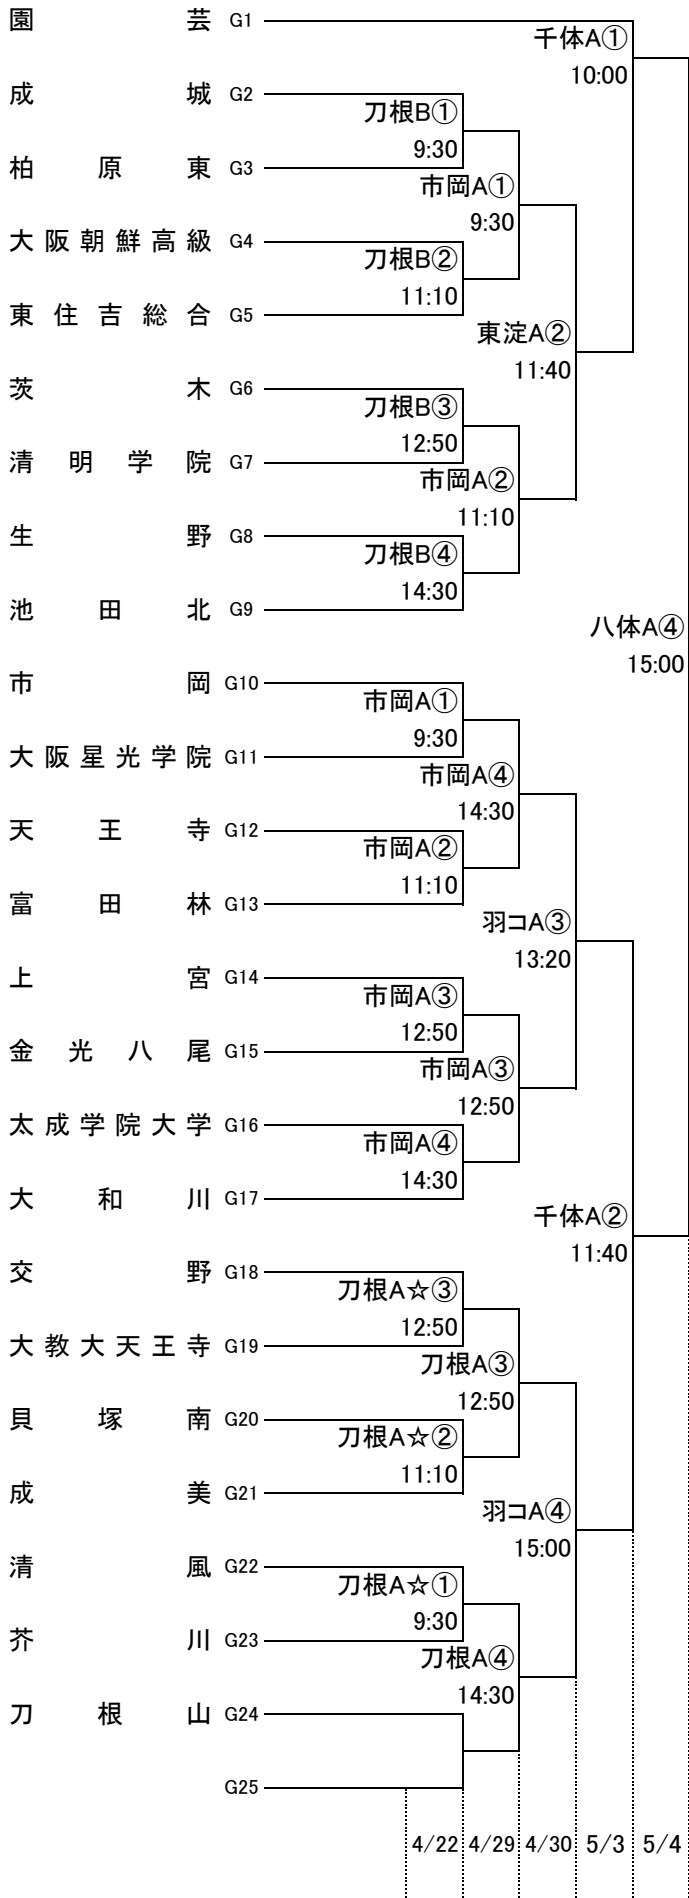 園芸 G1
千体A①
10:00
成城 G2
刀根B①
9:30
柏原東 G3
市岡A①
9:30
大阪朝鮮高級 G4
刀根B②
11:10
東住吉総合 G5
東淀A②
11:40
茨木 G6
刀根B③
12:50
清明学院 G7
市岡A②
11:10
生野 G8
刀根B④
14:30
池田北 G9
八体A④
15:00
市岡 G10
市岡A①
9:30
大阪星光学院 G11
市岡A④
14:30
天王寺 G12
市岡A②
11:10
富田林 G13
羽コA③
13:20
上宮 G14
市岡A③
12:50
金光八尾 G15
市岡A③
12:50
太成学院大学 G16
市岡A④
14:30
大和川 G17
千体A②
11:40
交野 G18
刀根A☆③
12:50
大教大天王寺 G19
刀根A③
12:50
貝塚南 G20
刀根A☆②
11:10
成美 G21
羽コA④
15:00
清風 G22
刀根A☆①
9:30
芥川 G23
刀根A④
14:30
刀根山 G24
G25
4/22 4/29 4/30 5/3 5/4